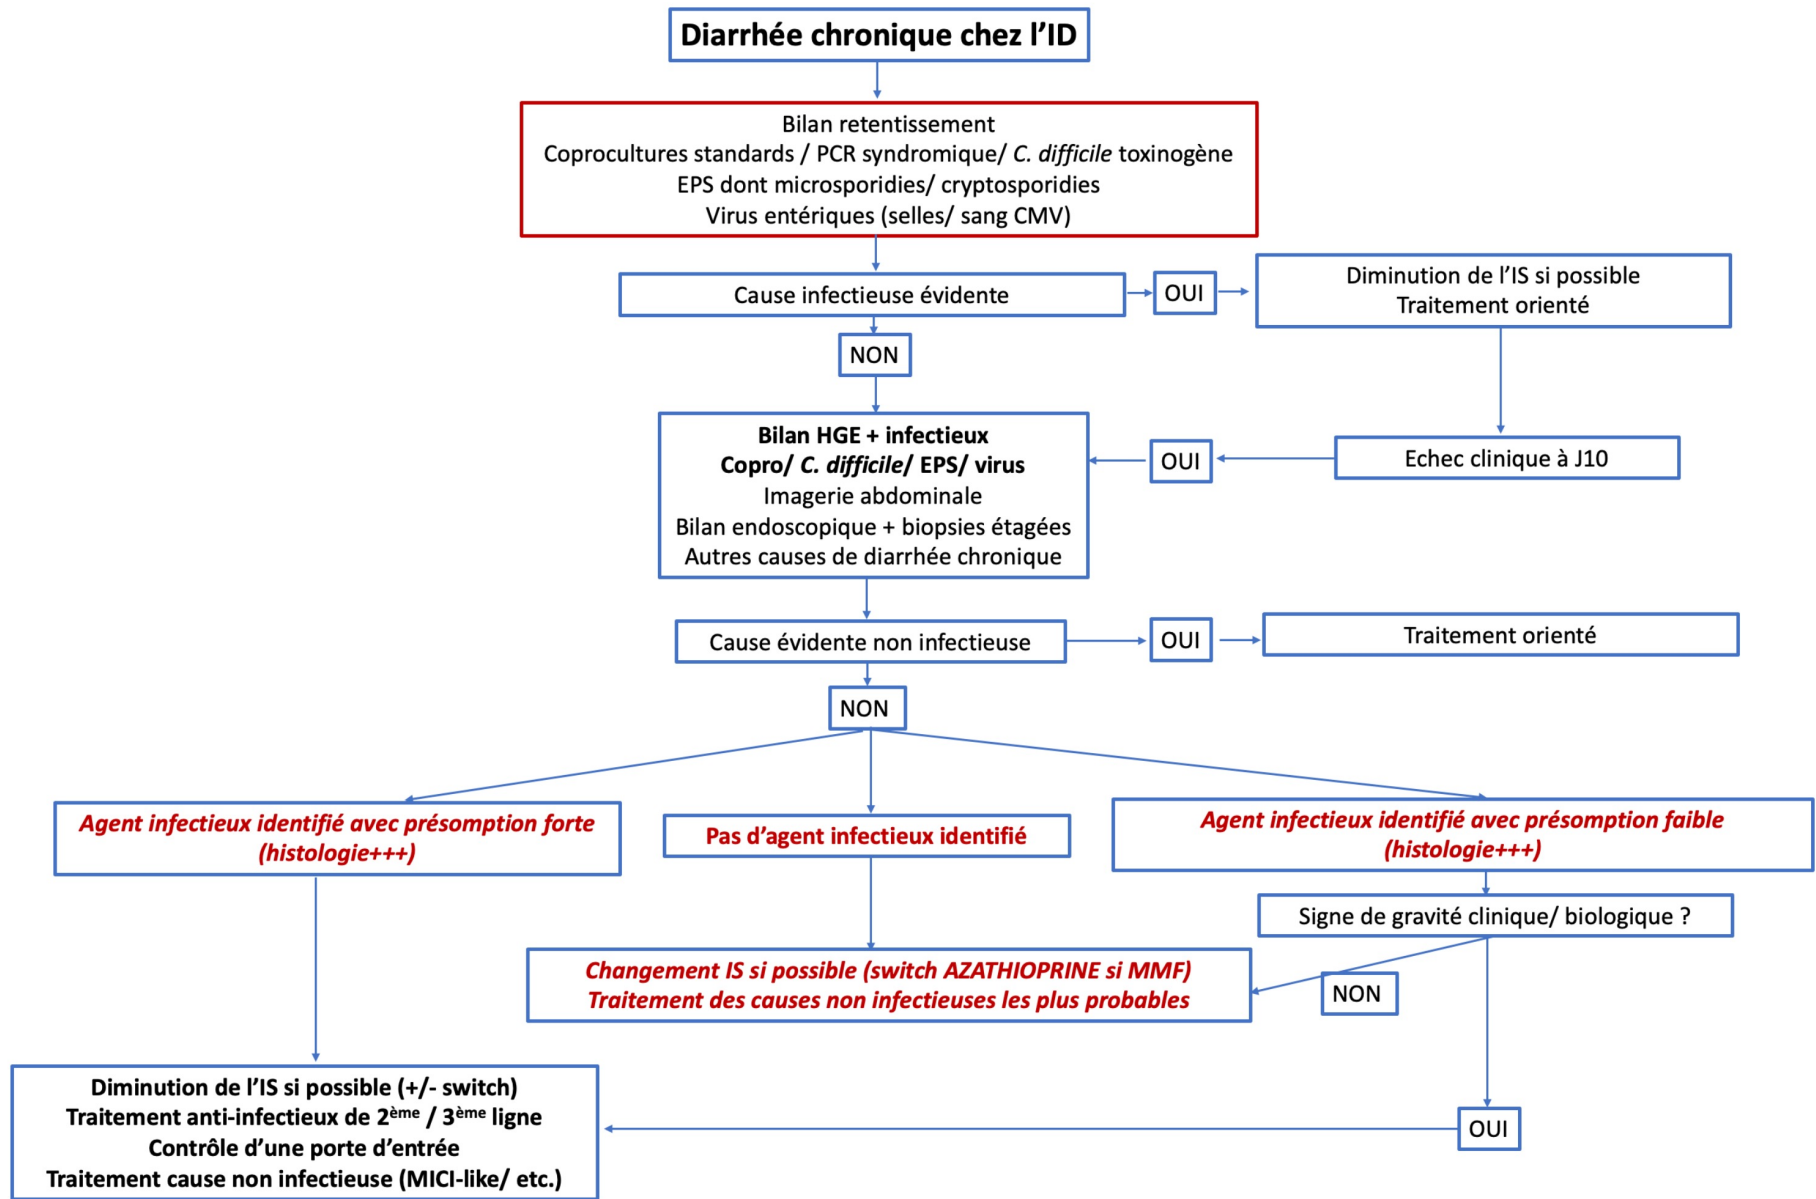 Diarrhée chronique chez l'ID
Bilan retentissement
Coprocultures standards / PCR syndromique/ C. difficile toxinogène
EPS dont microsporidies/ cryptosporidies
Virus entériques (selles/ sang CMV)
Cause infectieuse évidente
OUI
Diminution de l'IS si possible
Traitement orienté
NON
Bilan HGE + infectieux
Copro/ C. difficile/ EPS/ virus
Imagerie abdominale
Bilan endoscopique + biopsies étagées
Autres causes de diarrhée chronique
OUI
Echec clinique à J10
Cause évidente non infectieuse
OUI
Traitement orienté
NON
Agent infectieux identifié avec présomption forte
(histologie+++)
Pas d'agent infectieux identifié
Agent infectieux identifié avec présomption faible
(histologie+++)
Signe de gravité clinique/ biologique ?
Changement IS si possible (switch AZATHIOPRINE si MMF)
Traitement des causes non infectieuses les plus probables
NON
Diminution de l'IS si possible (+/- switch)
Traitement anti-infectieux de 2ème / 3ème ligne
Contrôle d'une porte d'entrée
Traitement cause non infectieuse (MICI-like/ etc.)
OUI